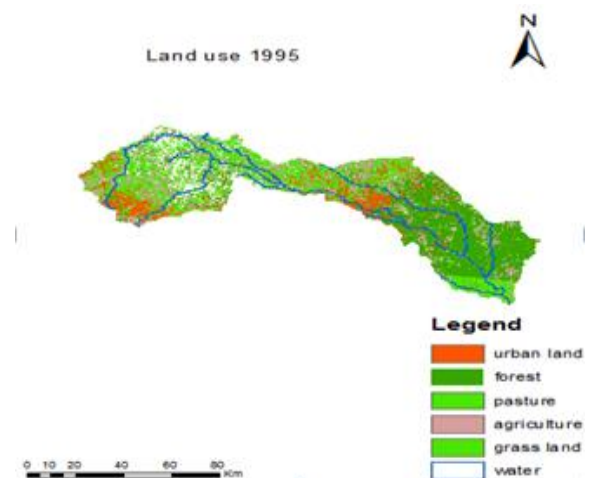 N
Land use 1995
Legend
urban land
forest
pasture
agriculture
grass land
water
0 10 20 40 60 80
Km